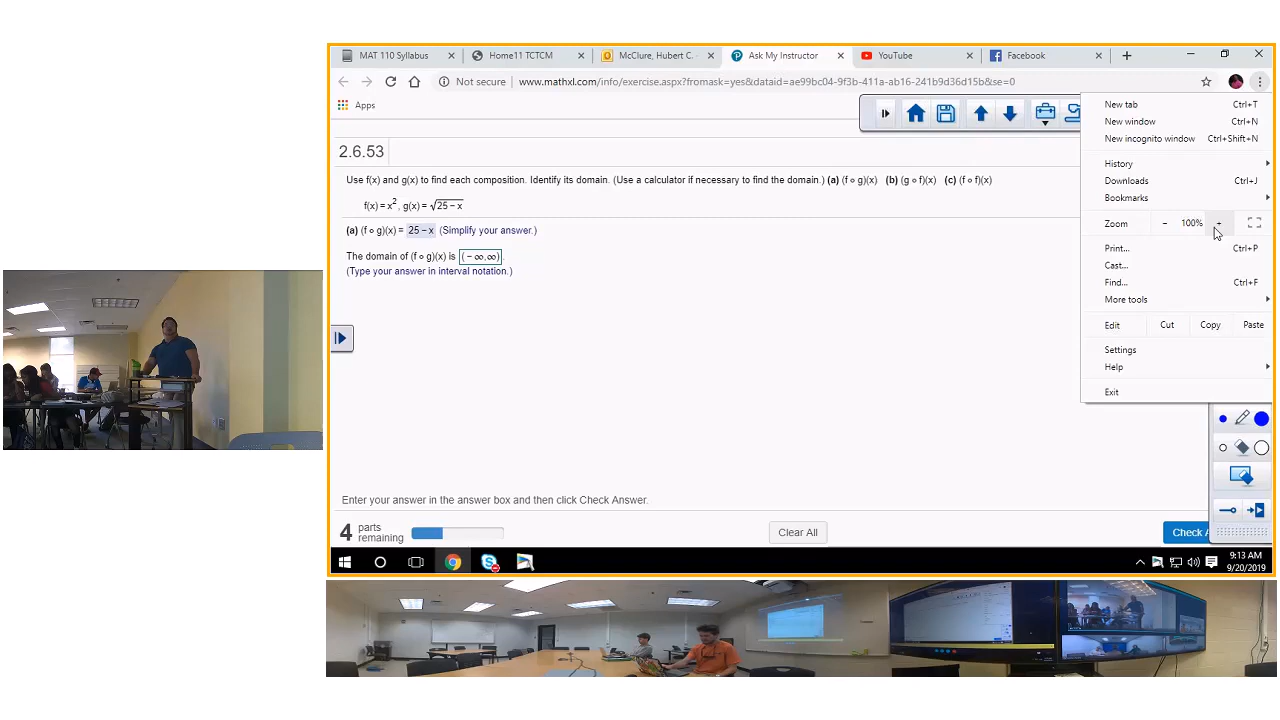 MAT 110 Syllabus
Home11 TCTCM
McClure, Hubert C. -
Ask My Instructor
YouTube
Facebook
Not secure
www.mathxl.com/info/exercise.aspx?fromask=yes&dataid=ae99bc04-9f3b-411a-ab16-241b9d36d15b&se=0
Apps
New tab Ctrl+T
New window Ctrl+N
New incognito window Ctrl+Shift+N
History
Downloads Ctrl+J
Bookmarks
Zoom - 100% +
Print... Ctrl+P
Cast...
Find... Ctrl+F
More tools
Edit Cut Copy Paste
Settings
Help
Exit
2.6.53
Use f(x) and g(x) to find each composition. Identify its domain. (Use a calculator if necessary to find the domain.) (a) (f ∘ g)(x) (b) (g ∘ f)(x) (c) (f ∘ f)(x)
f(x) = x², g(x) = √25 − x
(a) (f ∘ g)(x) = 25 − x (Simplify your answer.)
The domain of (f ∘ g)(x) is (− ∞,∞).
(Type your answer in interval notation.)
Enter your answer in the answer box and then click Check Answer.
4 parts
remaining
Clear All
Check A
9:13 AM
9/20/2019